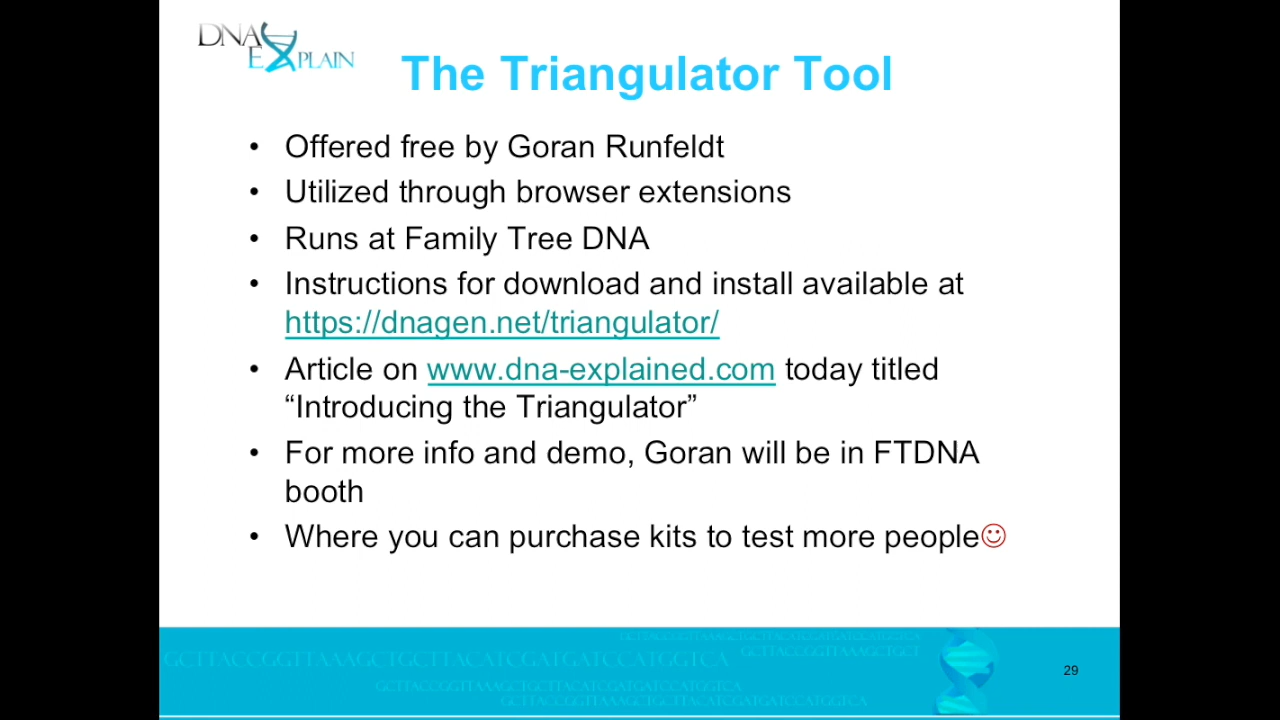 DNA
EXPLAIN
The Triangulator Tool
• Offered free by Goran Runfeldt
• Utilized through browser extensions
• Runs at Family Tree DNA
• Instructions for download and install available at
https://dnagen.net/triangulator/
• Article on www.dna-explained.com today titled
“Introducing the Triangulator”
• For more info and demo, Goran will be in FTDNA
booth
• Where you can purchase kits to test more people☺
GCTTACCGGTTAAAGCTGCTTACATCGATGATCCATGGTCA
29